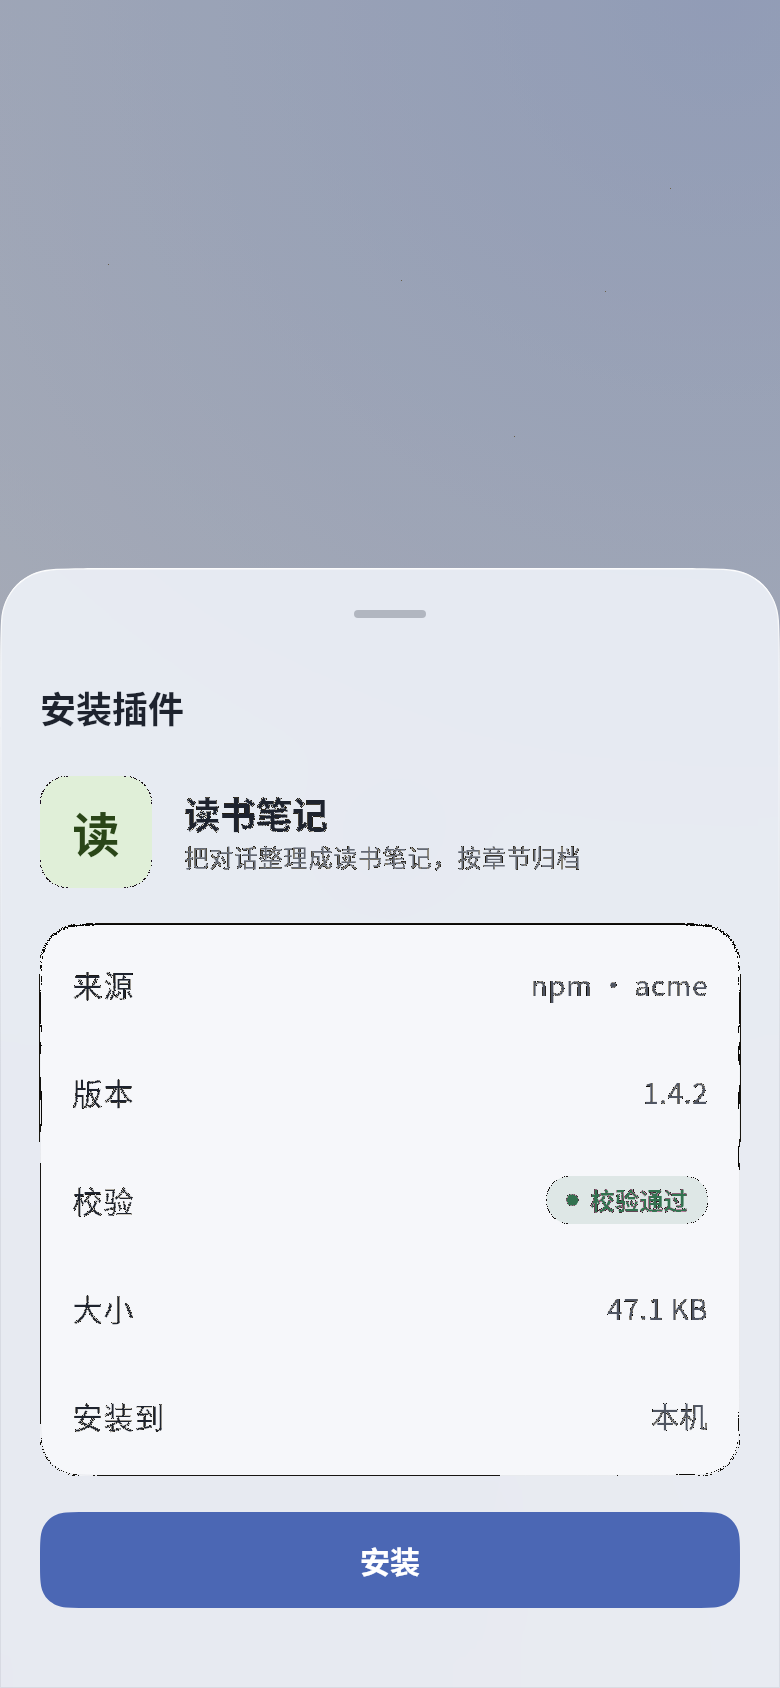 安装插件
读
读书笔记
把对话整理成读书笔记，按章节归档
来源 npm · acme
版本 1.4.2
校验 校验通过
大小 47.1 KB
安装到 本机
安装